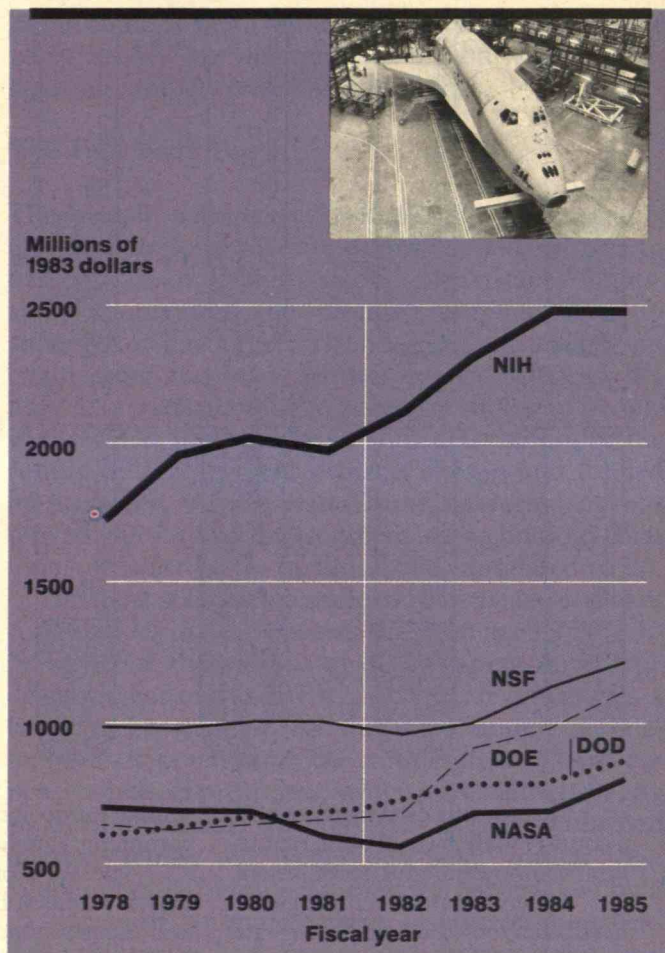 Millions of
1983 dollars
2500
NIH
2000
1500
NSF
1000
DOE
DOD
NASA
500
1978 1979 1980 1981 1982 1983 1984 1985
Fiscal year